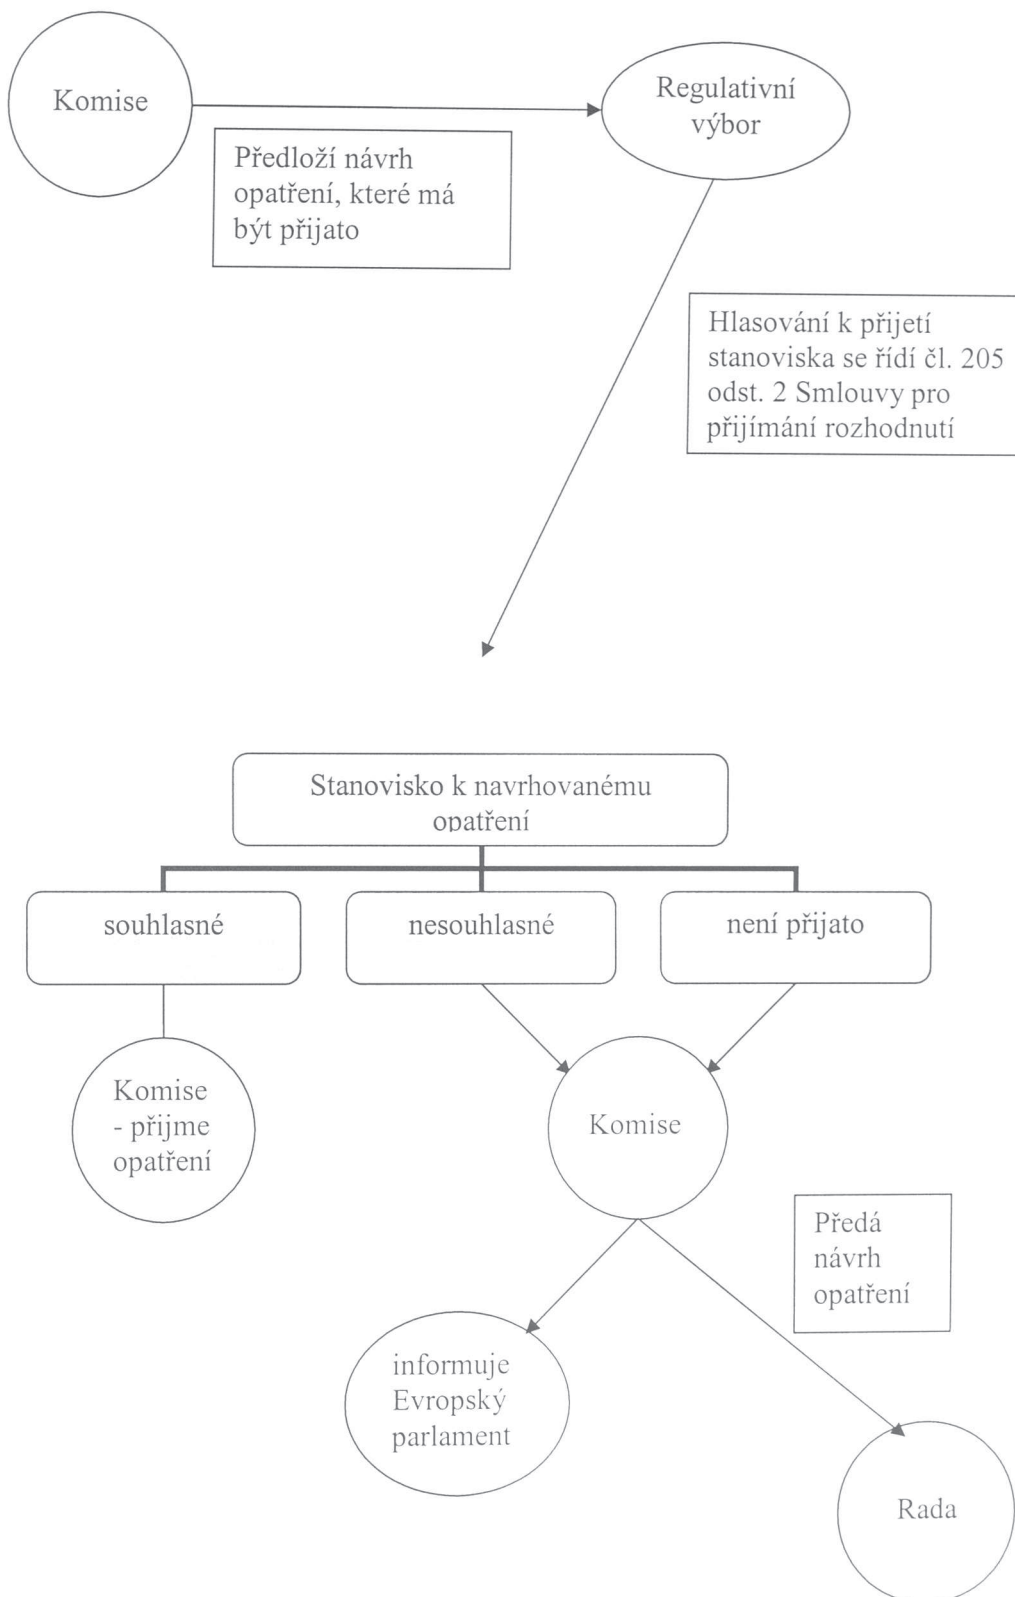 Komise
Regulativní
výbor
Předloží návrh
opatření, které má
být přijato
Hlasování k přijetí
stanoviska se řídí čl. 205
odst. 2 Smlouvy pro
přijímání rozhodnutí
Stanovisko k navrhovanému
opatření
souhlasné
nesouhlasné
není přijato
Komise
- přijme
opatření
Komise
Předá
návrh
opatření
informuje
Evropský
parlament
Rada